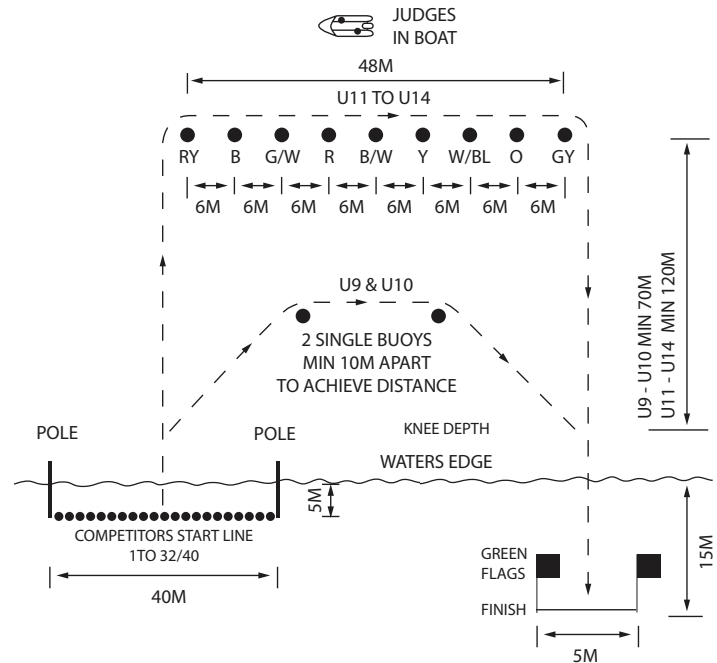 JUDGES
IN BOAT
48M
U11 TO U14
RY B G/W R B/W Y W/BL O GY
6M 6M 6M 6M 6M 6M 6M 6M
U9 & U10
2 SINGLE BUOYS
MIN 10M APART
TO ACHIEVE DISTANCE
U9 - U10 MIN 70M
U11 - U14 MIN 120M
POLE POLE
KNEE DEPTH
WATERS EDGE
5M
COMPETITORS START LINE
1TO 32/40
40M
15M
GREEN
FLAGS
FINISH
5M